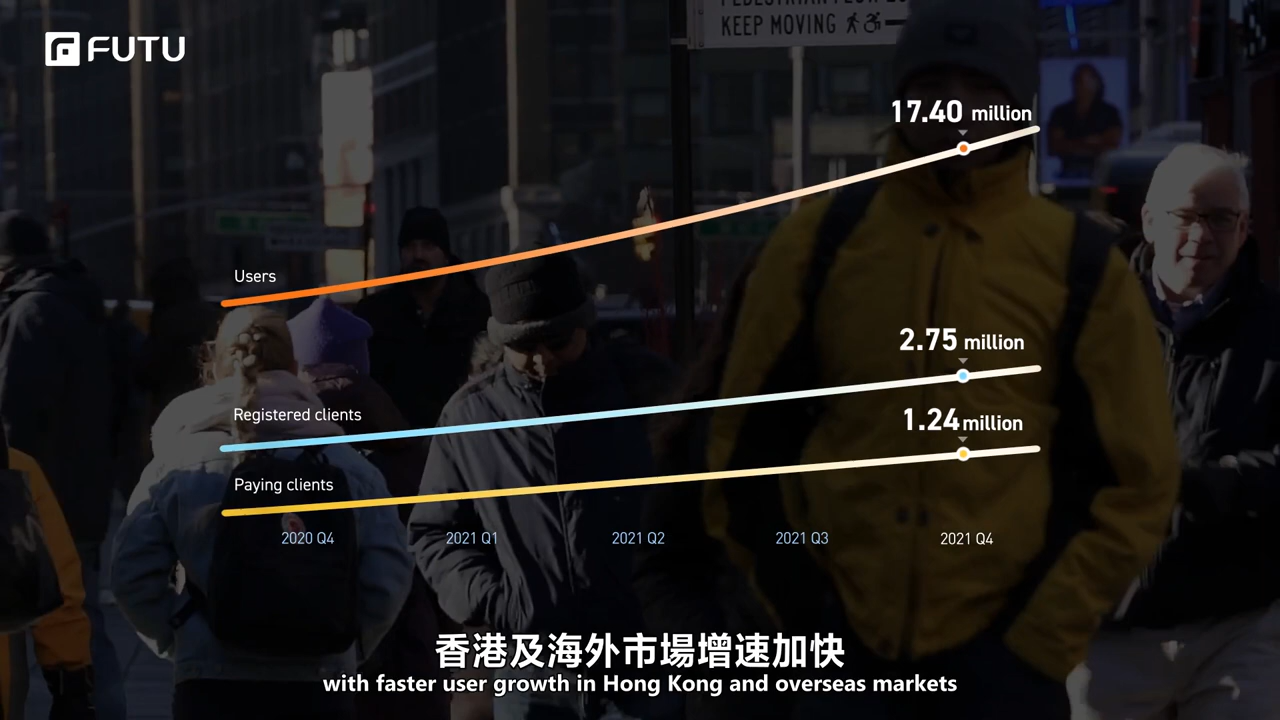 FUTU
KEEP MOVING
17.40 million
Users
2.75 million
Registered clients
1.24 million
Paying clients
2020 Q4
2021 Q1
2021 Q2
2021 Q3
2021 Q4
香港及海外市場增速加快
with faster user growth in Hong Kong and overseas markets